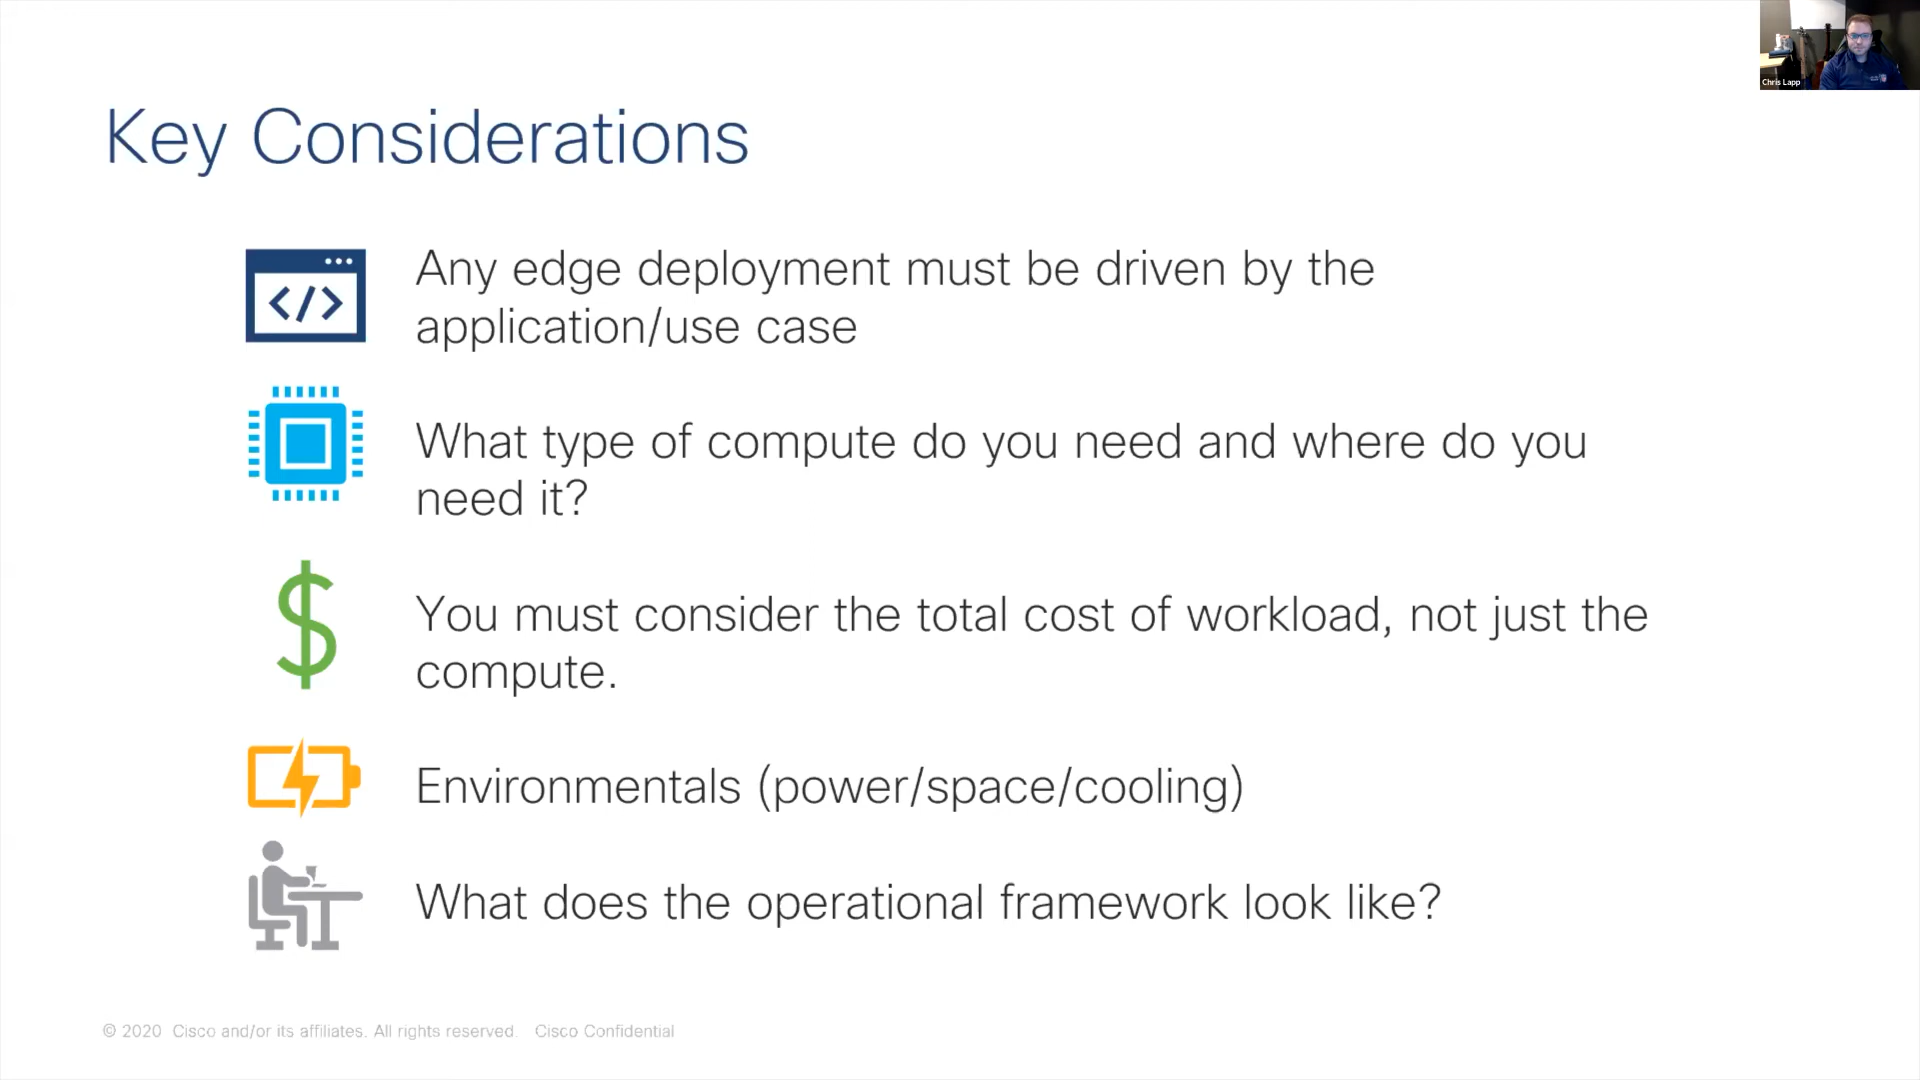 Chris Lapp
Key Considerations
</>
Any edge deployment must be driven by the
application/use case
What type of compute do you need and where do you
need it?
$
You must consider the total cost of workload, not just the
compute.
Environmentals (power/space/cooling)
What does the operational framework look like?
© 2020 Cisco and/or its affiliates. All rights reserved. Cisco Confidential